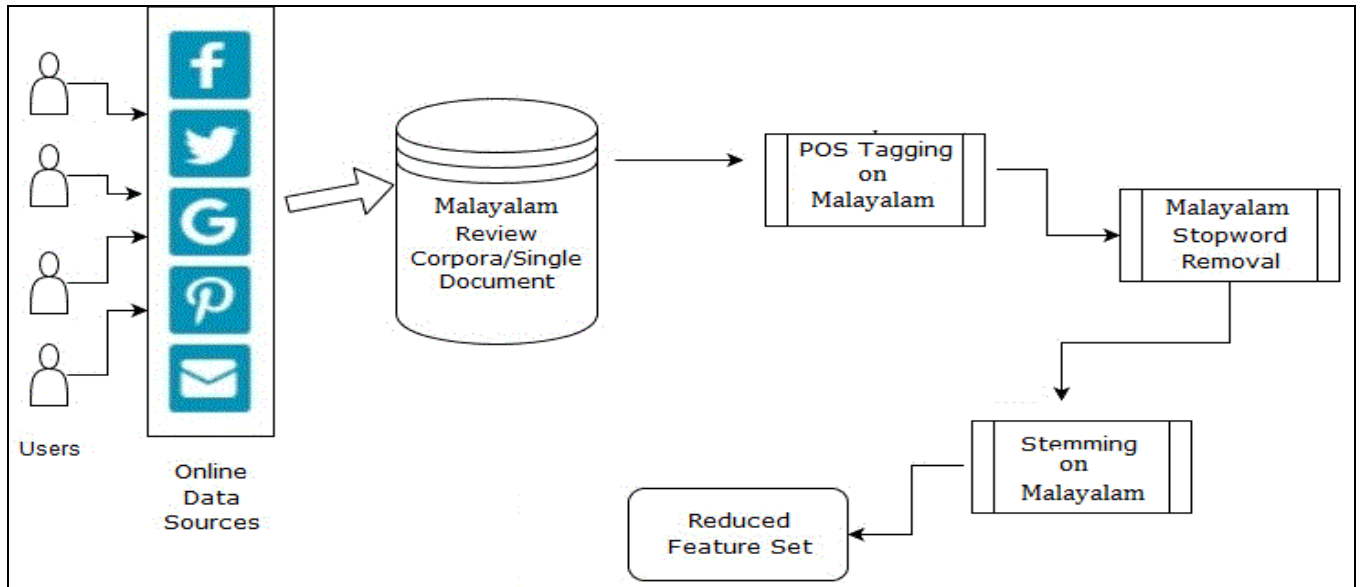 Users
Online
Data
Sources
Malayalam
Review
Corpora/Single
Document
POS Tagging
on
Malayalam
Malayalam
Stopword
Removal
Stemming
on
Malayalam
Reduced
Feature Set